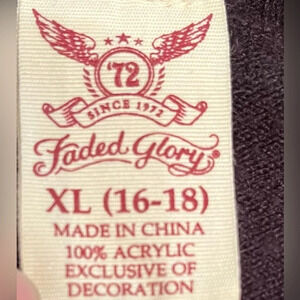 '72
SINCE 1972
Faded Glory®
XL (16-18)
MADE IN CHINA
100% ACRYLIC
EXCLUSIVE OF
DECORATION